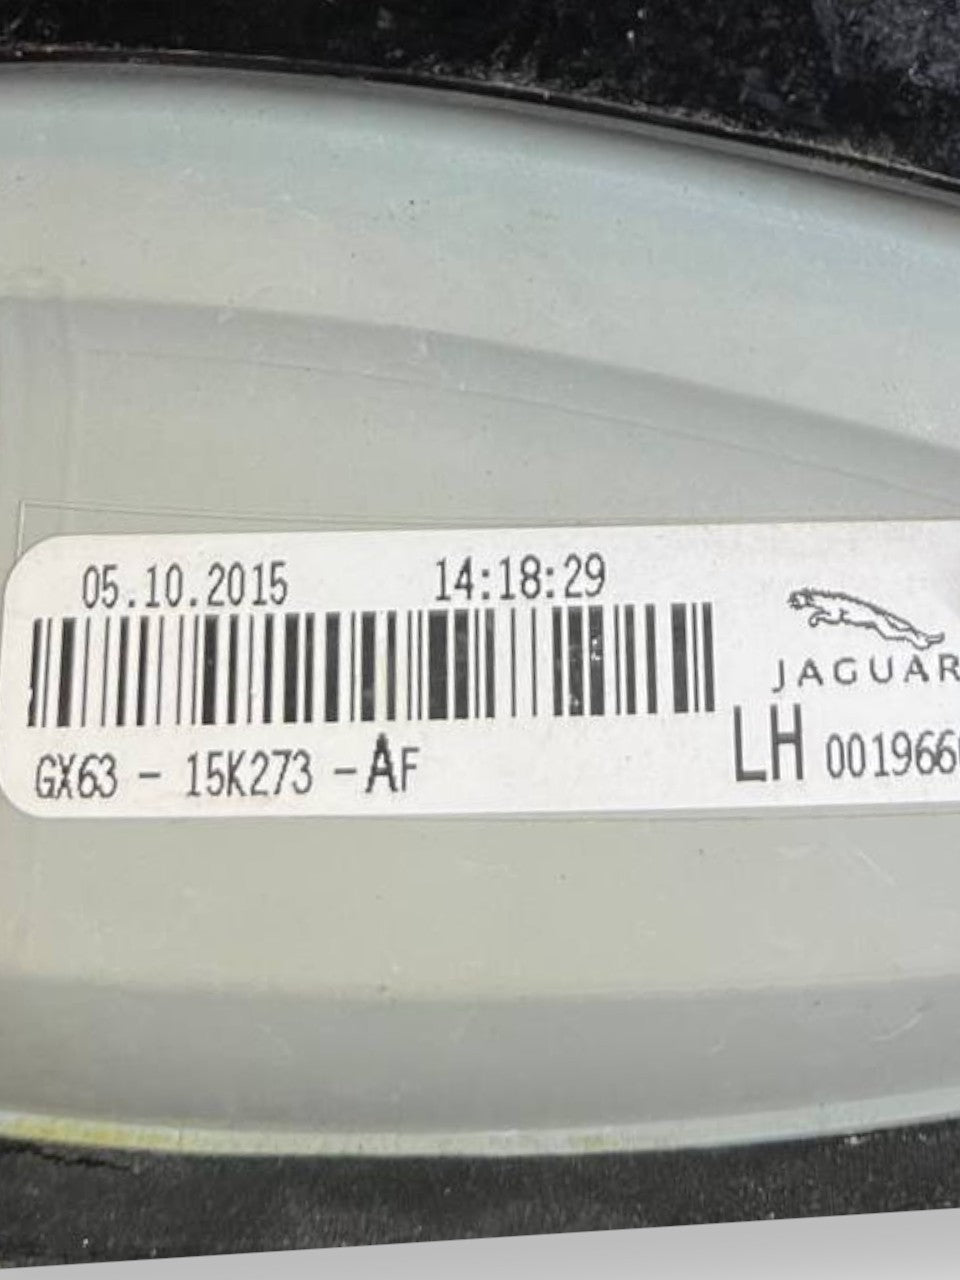 05.10.2015 14:18:29
JAGUAR
GX63 - 15K273 -AF
LH